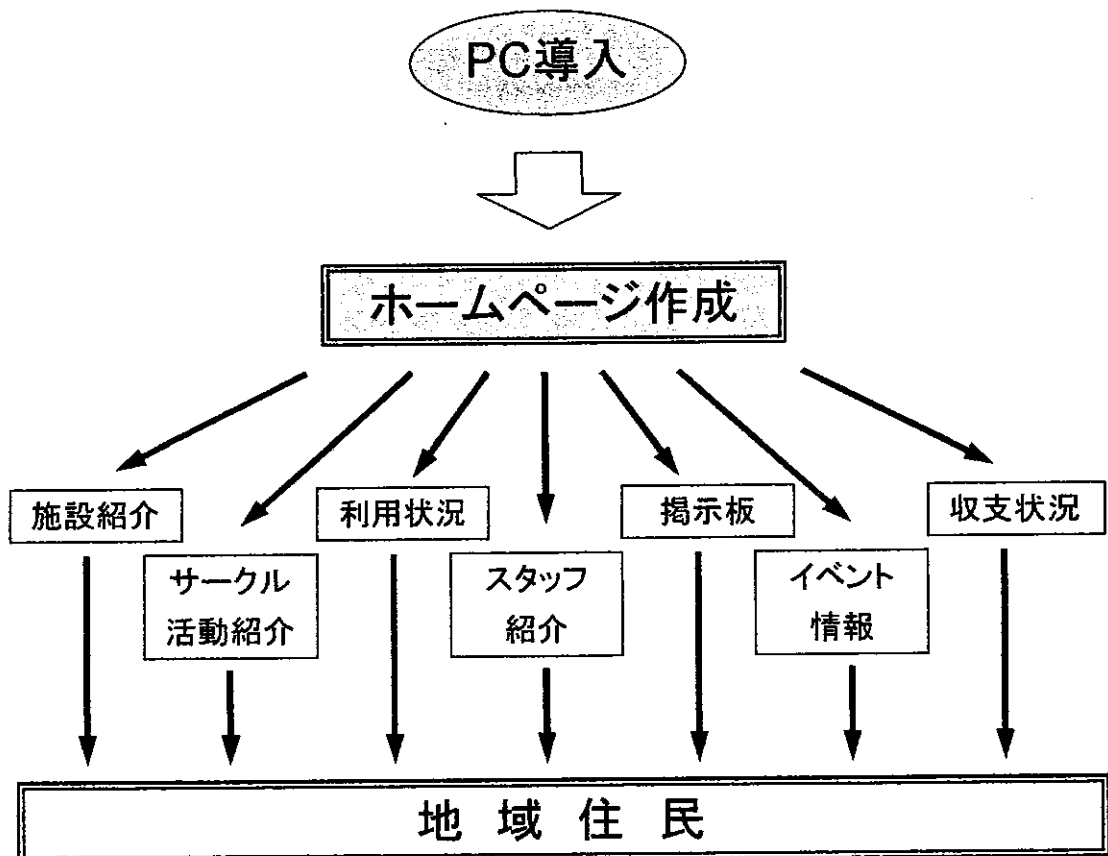 PC導入
ホームページ作成
施設紹介
サークル
活動紹介
利用状況
スタッフ
紹介
掲示板
イベント
情報
収支状況
地域住民